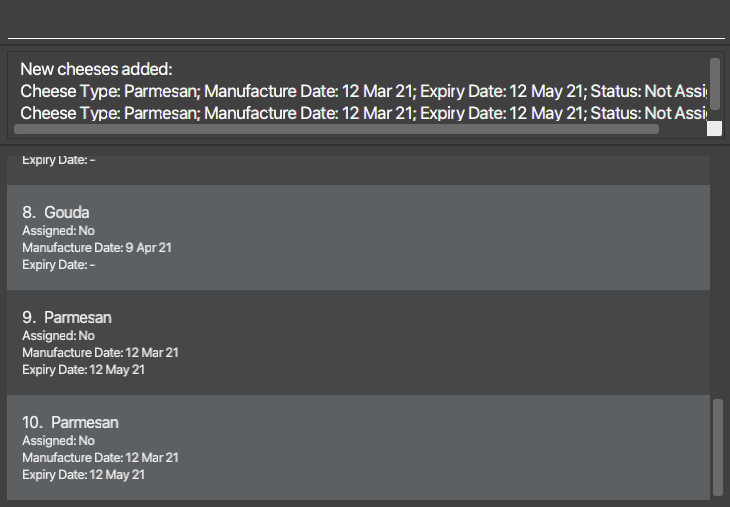 New cheeses added:
Cheese Type: Parmesan; Manufacture Date: 12 Mar 21; Expiry Date: 12 May 21; Status: Not
Cheese Type: Parmesan; Manufacture Date: 12 Mar 21; Expiry Date: 12 May 21; Status: Not
Expiry Date: -
8. Gouda
Assigned: No
Manufacture Date: 9 Apr 21
Expiry Date: -
9. Parmesan
Assigned: No
Manufacture Date: 12 Mar 21
Expiry Date: 12 May 21
10. Parmesan
Assigned: No
Manufacture Date: 12 Mar 21
Expiry Date: 12 May 21